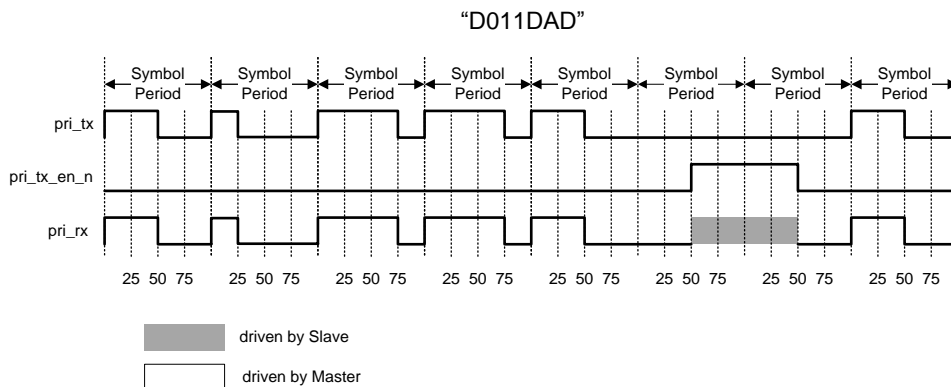 “D011DAD”
Symbol Period
Symbol Period
Symbol Period
Symbol Period
Symbol Period
Symbol Period
Symbol Period
Symbol Period
pri_tx
pri_tx_en_n
pri_rx
25 50 75 25 50 75 25 50 75 25 50 75 25 50 75 25 50 75 25 50 75 25 50 75
driven by Slave
driven by Master